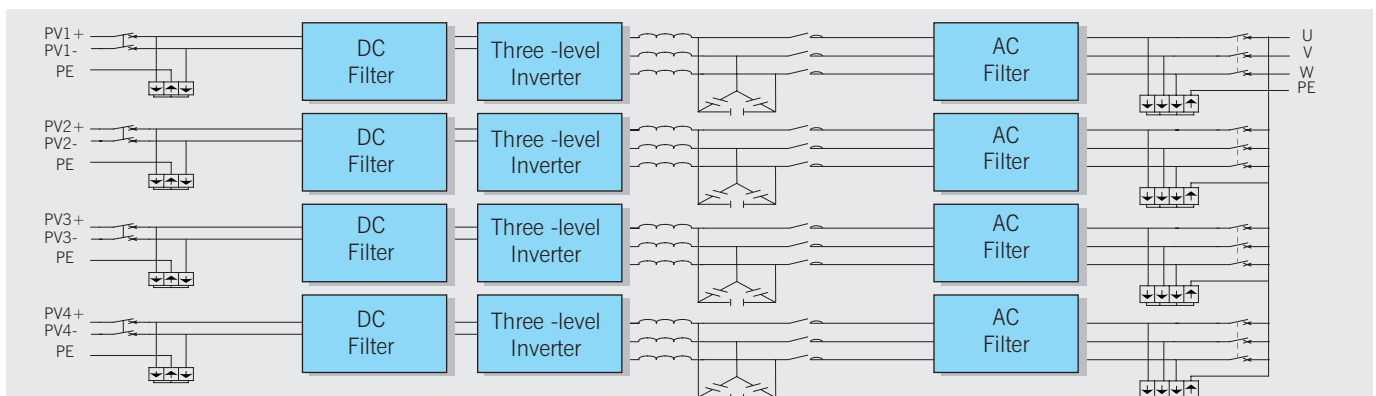 PV1+
PV1-
PE
DC
Filter
Three -level
Inverter
AC
Filter
U
V
W
PE
PV2+
PV2-
PE
DC
Filter
Three -level
Inverter
AC
Filter
PV3+
PV3-
PE
DC
Filter
Three -level
Inverter
AC
Filter
PV4+
PV4-
PE
DC
Filter
Three -level
Inverter
AC
Filter